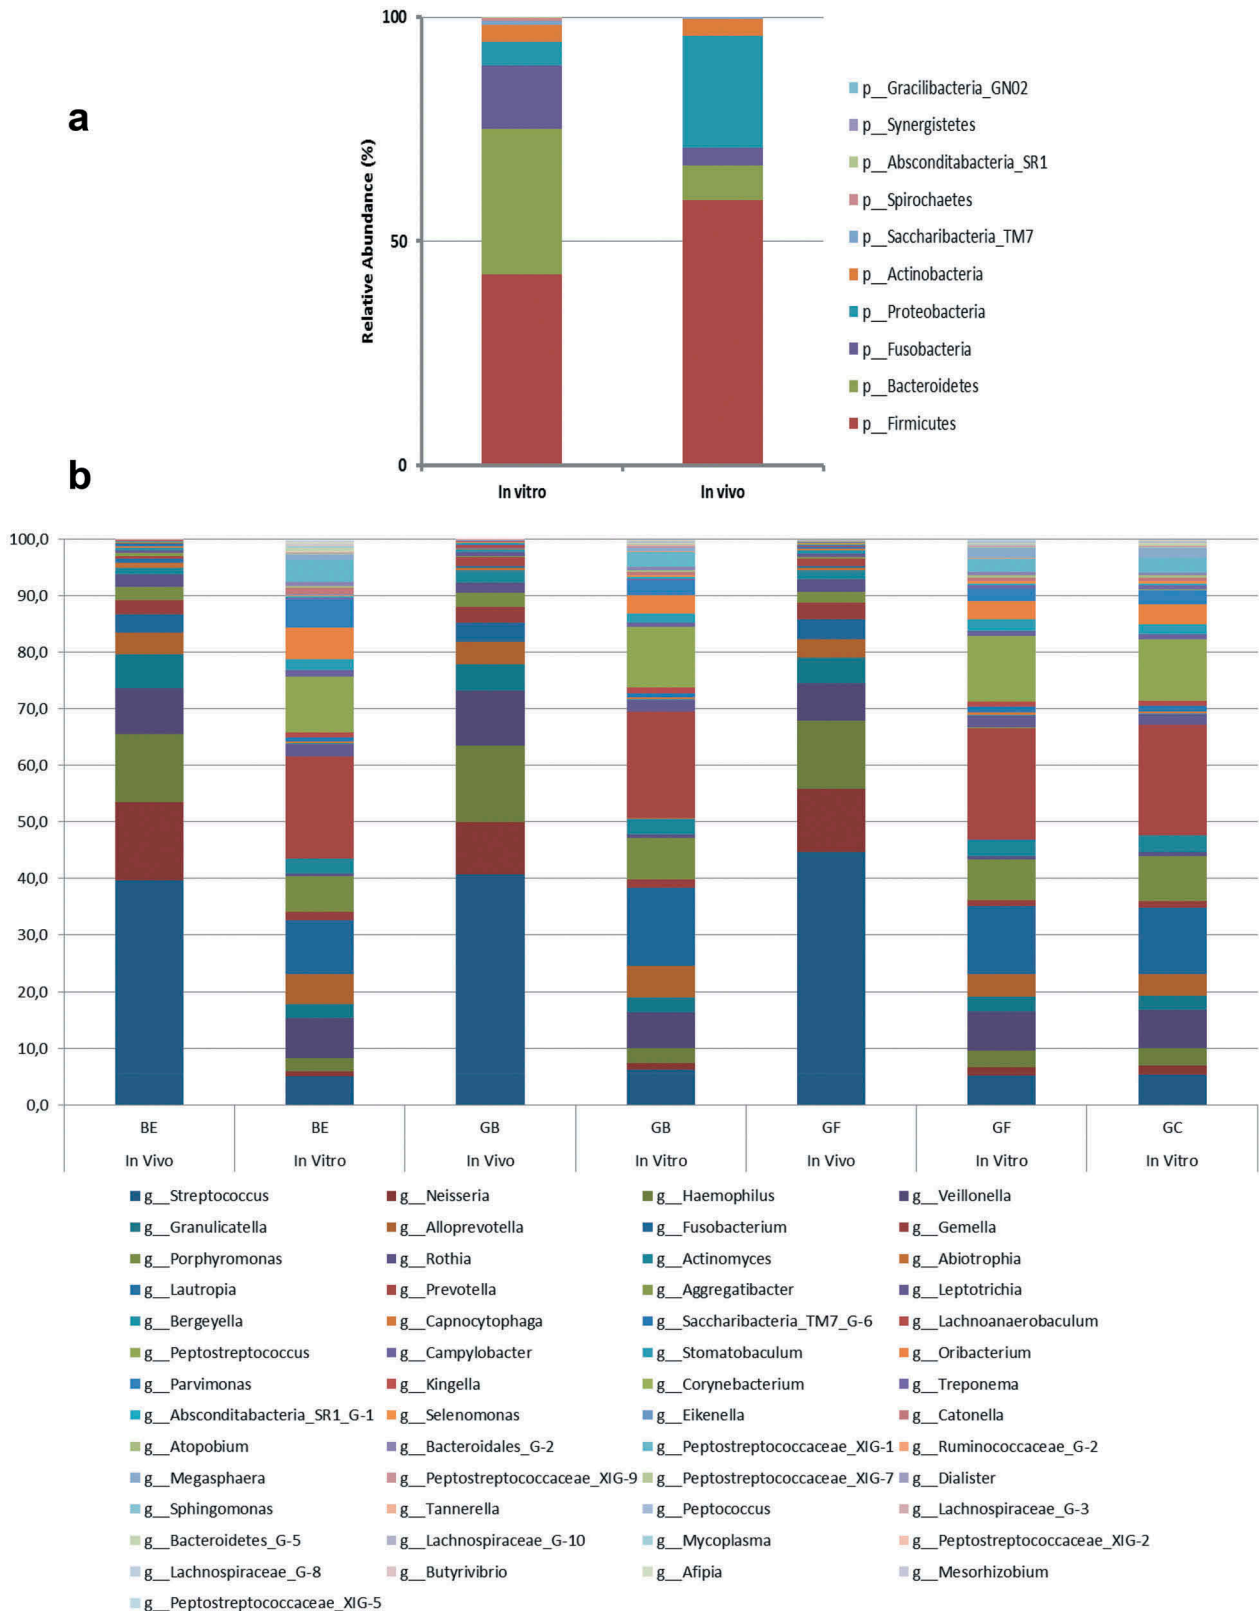 a
100
50
0
Relative Abundance (%)
In vitro
In vivo
p__Gracilibacteria_GN02
p__Synergistetes
p__Absconditabacteria_SR1
p__Spirochaetes
p__Saccharibacteria_TM7
p__Actinobacteria
p__Proteobacteria
p__Fusobacteria
p__Bacteroidetes
p__Firmicutes
b
100,0
90,0
80,0
70,0
60,0
50,0
40,0
30,0
20,0
10,0
0,0
BE BE GB GB GF GF GC
In Vivo In Vitro In Vivo In Vitro In Vivo In Vitro In Vitro
g__Streptococcus g__Neisseria g__Haemophilus g__Veillonella
g__Granulicatella g__Alloprevotella g__Fusobacterium g__Gemella
g__Porphyromonas g__Rothia g__Actinomyces g__Abiotrophia
g__Lautropia g__Prevotella g__Aggregatibacter g__Leptotrichia
g__Bergeyella g__Capnocytophaga g__Saccharibacteria_TM7_G-6 g__Lachnoanaerobaculum
g__Peptostreptococcus g__Campylobacter g__Stomatobaculum g__Oribacterium
g__Parvimonas g__Kingella g__Corynebacterium g__Treponema
g__Absconditabacteria_SR1_G-1 g__Selenomonas g__Eikenella g__Catonella
g__Atopobium g__Bacteroidales_G-2 g__Peptostreptococcaceae_XIG-1 g__Ruminococcaceae_G-2
g__Megasphaera g__Peptostreptococcaceae_XIG-9 g__Peptostreptococcaceae_XIG-7 g__Dialister
g__Sphingomonas g__Tannerella g__Peptococcus g__Lachnospiraceae_G-3
g__Bacteroidetes_G-5 g__Lachnospiraceae_G-10 g__Mycoplasma g__Peptostreptococcaceae_XIG-2
g__Lachnospiraceae_G-8 g__Butyrivibrio g__Afipia g__Mesorhizobium
g__Peptostreptococcaceae_XIG-5